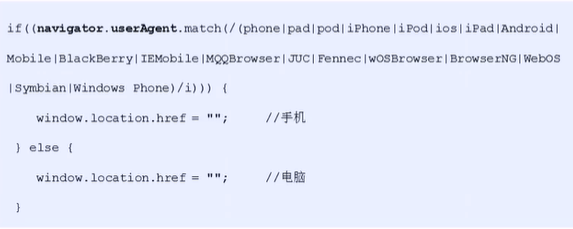 if((navigator.userAgent.match(/(phone|pad|pod|iPhone|iPod|ios|iPad|Android|
Mobile|BlackBerry|IEMobile|MQQBrowser|JUC|Fennec|wOSBrowser|BrowserNG|WebOS
|Symbian|Windows Phone)/i))) {
window.location.href = ""; //手机
} else {
window.location.href = ""; //电脑
}